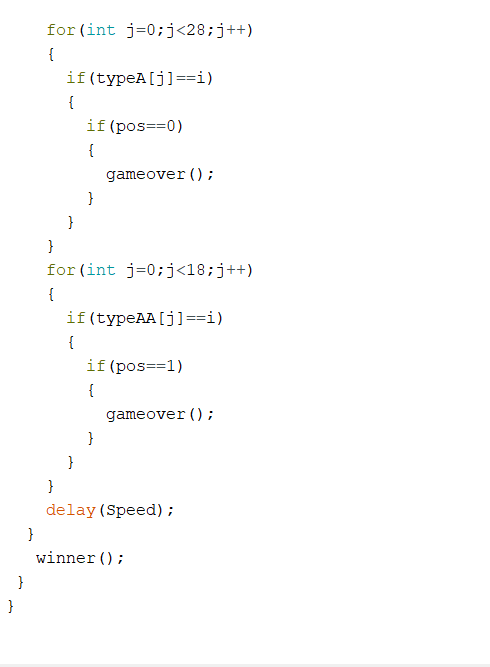 for(int j=0;j<28;j++)
{
if(typeA[j]==i)
{
if(pos==0)
{
gameover();
}
}
}
for(int j=0;j<18;j++)
{
if(typeAA[j]==i)
{
if(pos==1)
{
gameover();
}
}
}
delay(Speed);
}
winner();
}
}